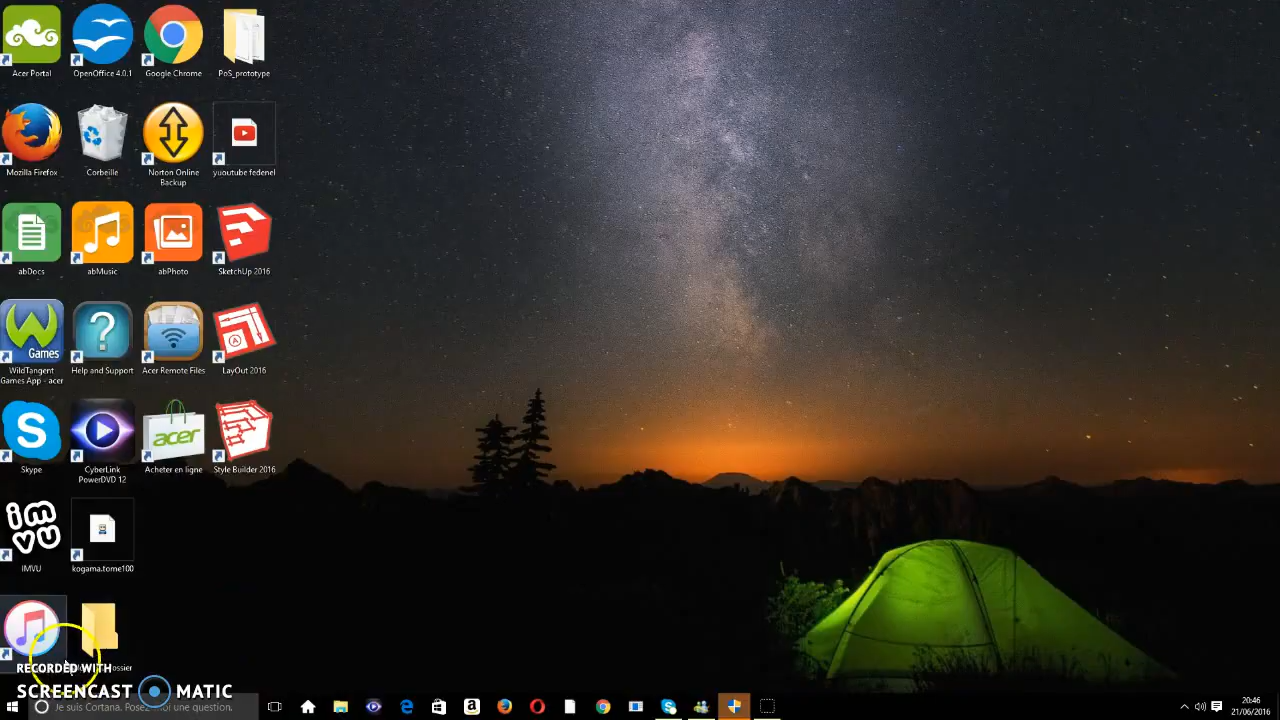 Acer Portal
OpenOffice 4.0.1
Google Chrome
PoS_prototype
Mozilla Firefox
Corbeille
Norton Online
Backup
yuoutube fedenel
abDocs
abMusic
abPhoto
SketchUp 2016
Games
WildTangent
Games App - acer
Help and Support
Acer Remote Files
A
LayOut 2016
S
Skype
CyberLink
PowerDVD 12
acer
Acheter en ligne
Style Builder 2016
imvu
IMVU
kogama.tome100
RECORDED WITH
SCREENCAST MATIC
Je suis Cortana. Posez-moi une question.
20:46
21/06/2016